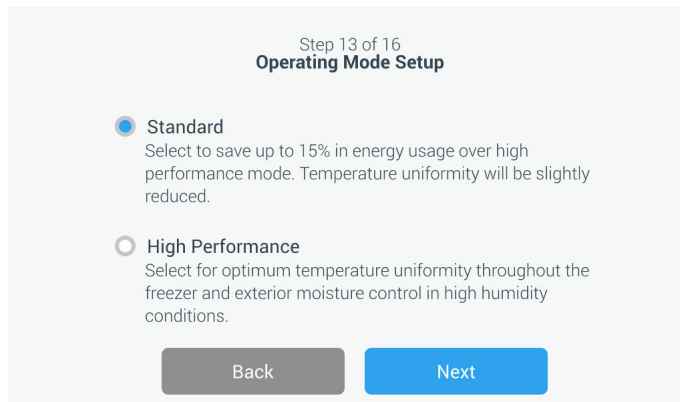 Step 13 of 16
Operating Mode Setup
Standard
Select to save up to 15% in energy usage over high
performance mode. Temperature uniformity will be slightly
reduced.
High Performance
Select for optimum temperature uniformity throughout the
freezer and exterior moisture control in high humidity
conditions.
Back
Next